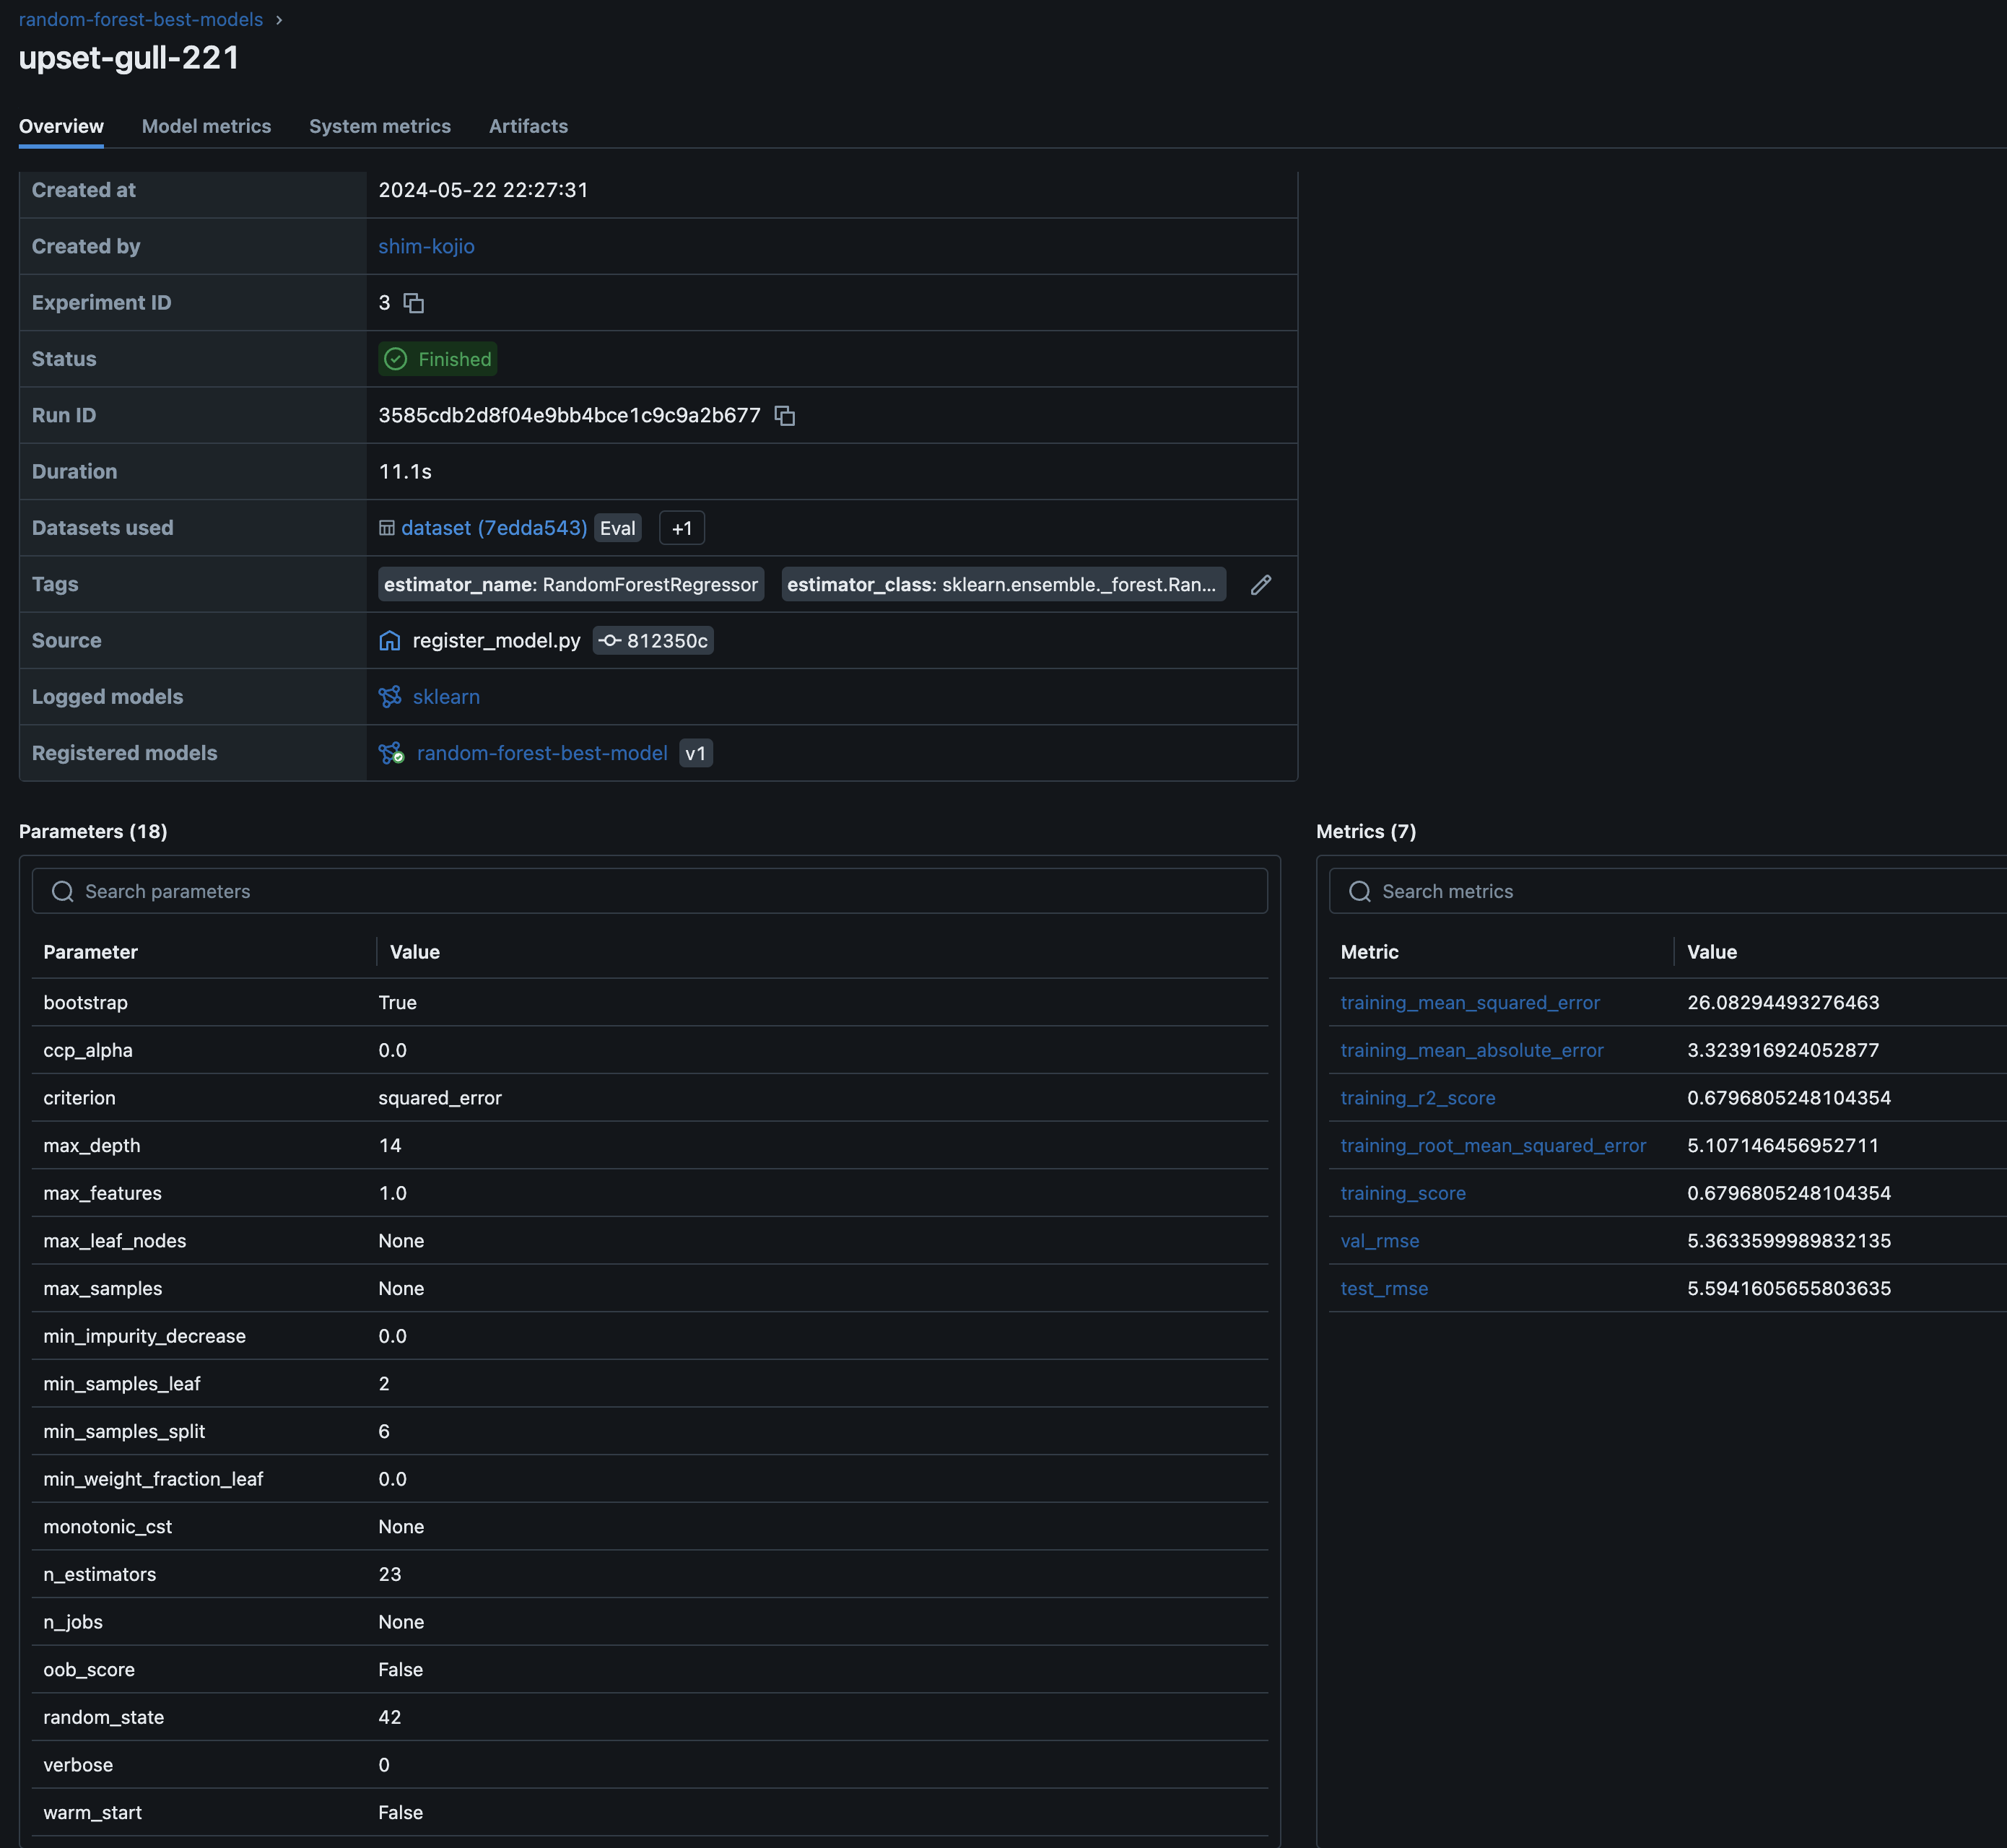 random-forest-best-models ›
upset-gull-221
Overview Model metrics System metrics Artifacts
Created at 2024-05-22 22:27:31
Created by shim-kojio
Experiment ID 3
Status Finished
Run ID 3585cdb2d8f04e9bb4bce1c9c9a2b677
Duration 11.1s
Datasets used dataset (7edda543) Eval +1
Tags estimator_name: RandomForestRegressor estimator_class: sklearn.ensemble._forest.Ran...
Source register_model.py 812350c
Logged models sklearn
Registered models random-forest-best-model v1
Parameters (18)
Search parameters
Parameter Value
bootstrap True
ccp_alpha 0.0
criterion squared_error
max_depth 14
max_features 1.0
max_leaf_nodes None
max_samples None
min_impurity_decrease 0.0
min_samples_leaf 2
min_samples_split 6
min_weight_fraction_leaf 0.0
monotonic_cst None
n_estimators 23
n_jobs None
oob_score False
random_state 42
verbose 0
warm_start False
Metrics (7)
Search metrics
Metric Value
training_mean_squared_error 26.08294493276463
training_mean_absolute_error 3.323916924052877
training_r2_score 0.6796805248104354
training_root_mean_squared_error 5.107146456952711
training_score 0.6796805248104354
val_rmse 5.3633599989832135
test_rmse 5.5941605655803635